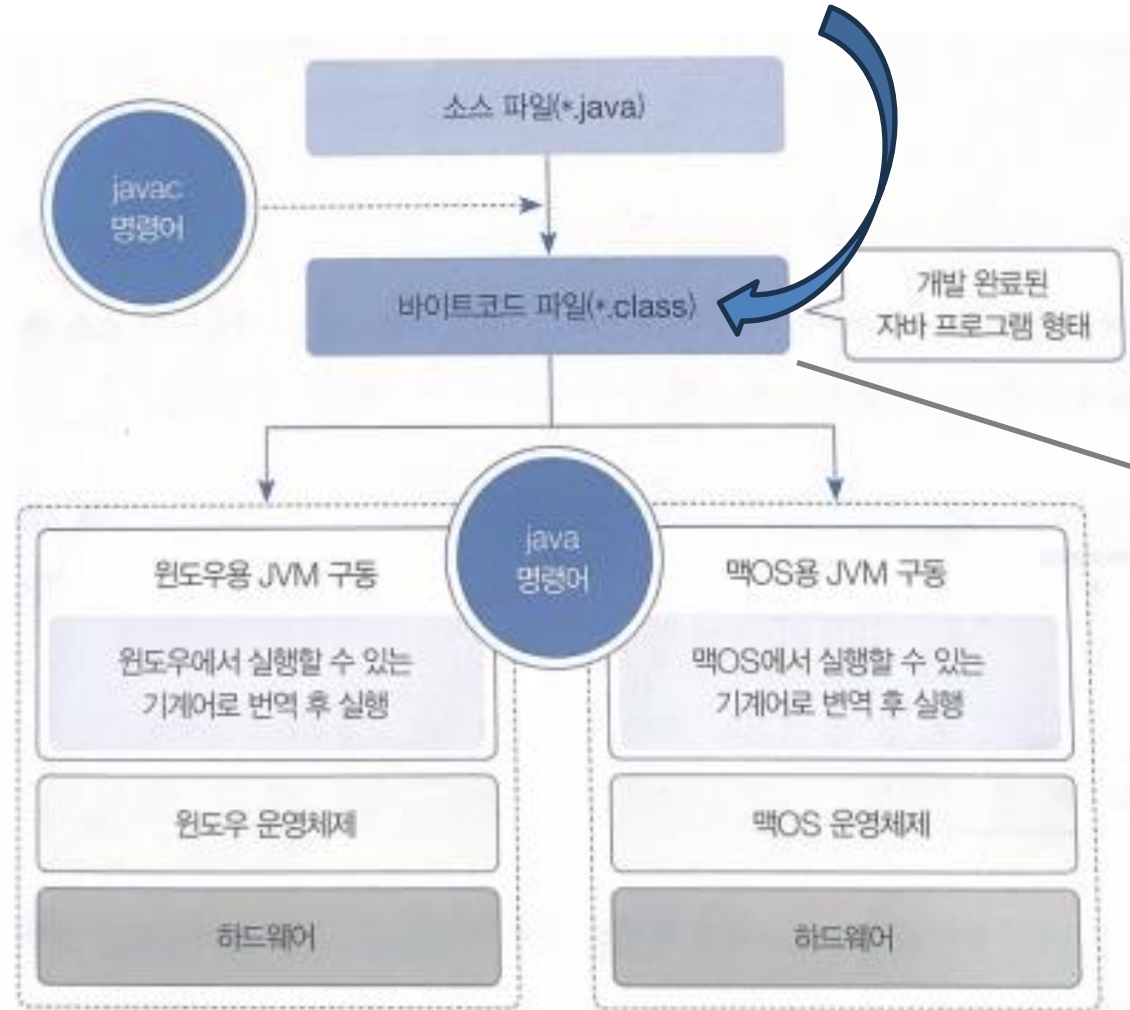 소스 파일(*.java)
javac
명령어
바이트코드 파일(*.class)
개발 완료된
자바 프로그램 형태
java
명령어
윈도우용 JVM 구동
윈도우에서 실행할 수 있는
기계어로 번역 후 실행
윈도우 운영체제
하드웨어
맥OS용 JVM 구동
맥OS에서 실행할 수 있는
기계어로 변역 후 실행
맥OS 운영체제
하드웨어